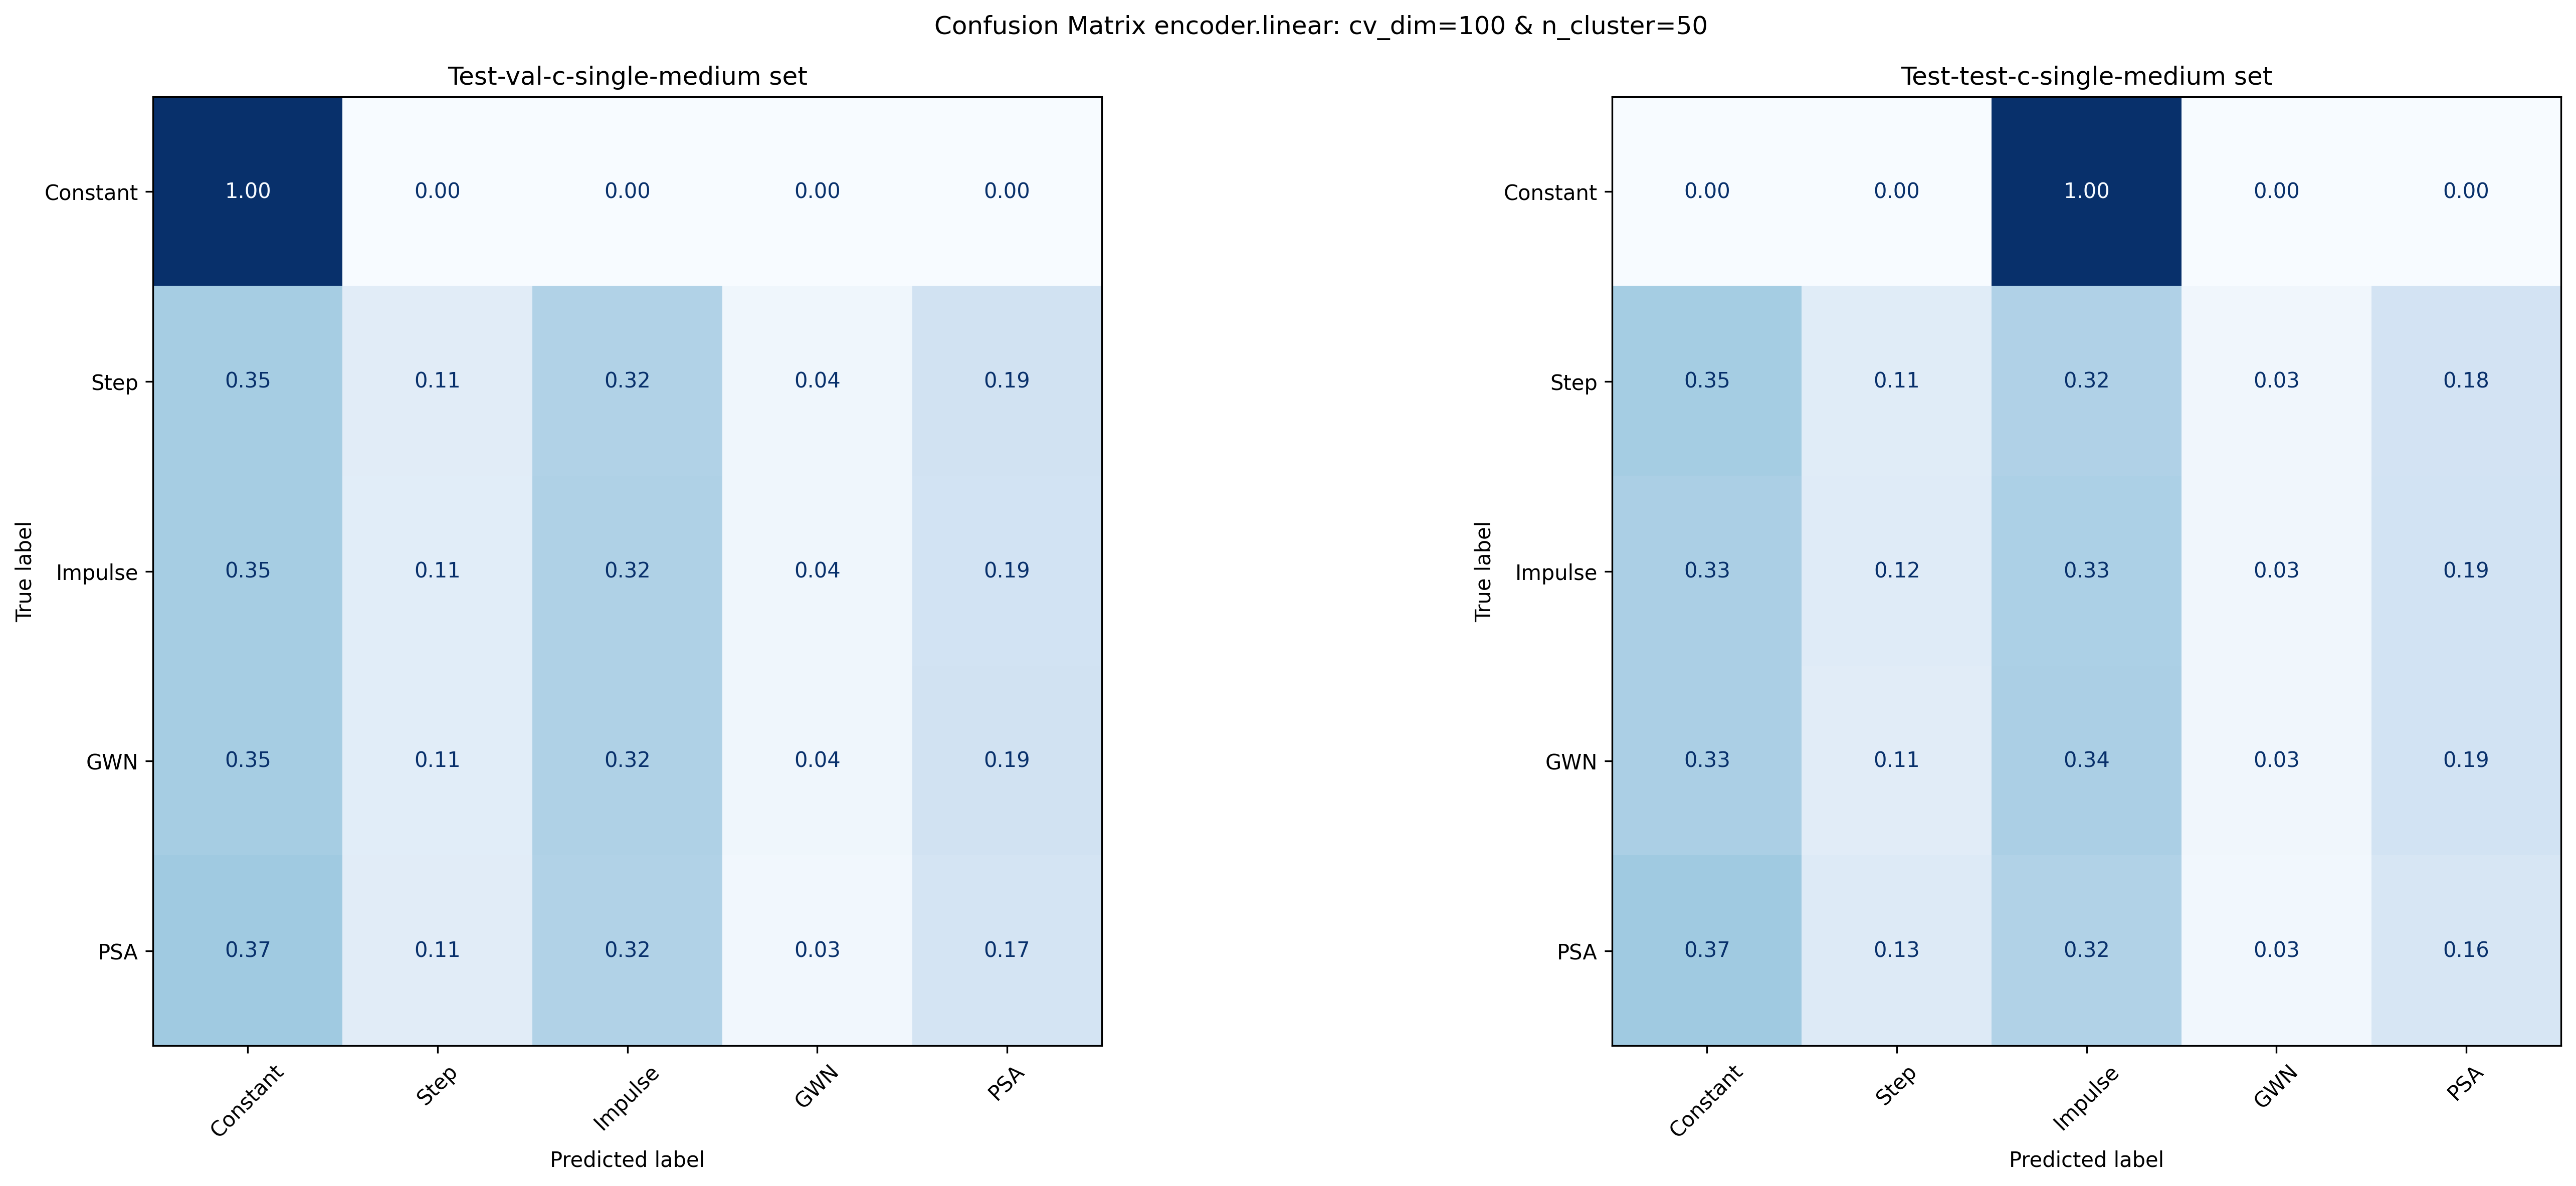 Confusion Matrix encoder.linear: cv_dim=100 & n_cluster=50
Test-val-c-single-medium set
True label
Constant 1.00 0.00 0.00 0.00 0.00
Step 0.35 0.11 0.32 0.04 0.19
Impulse 0.35 0.11 0.32 0.04 0.19
GWN 0.35 0.11 0.32 0.04 0.19
PSA 0.37 0.11 0.32 0.03 0.17
Constant Step Impulse GWN PSA
Predicted label
Test-test-c-single-medium set
True label
Constant 0.00 0.00 1.00 0.00 0.00
Step 0.35 0.11 0.32 0.03 0.18
Impulse 0.33 0.12 0.33 0.03 0.19
GWN 0.33 0.11 0.34 0.03 0.19
PSA 0.37 0.13 0.32 0.03 0.16
Constant Step Impulse GWN PSA
Predicted label